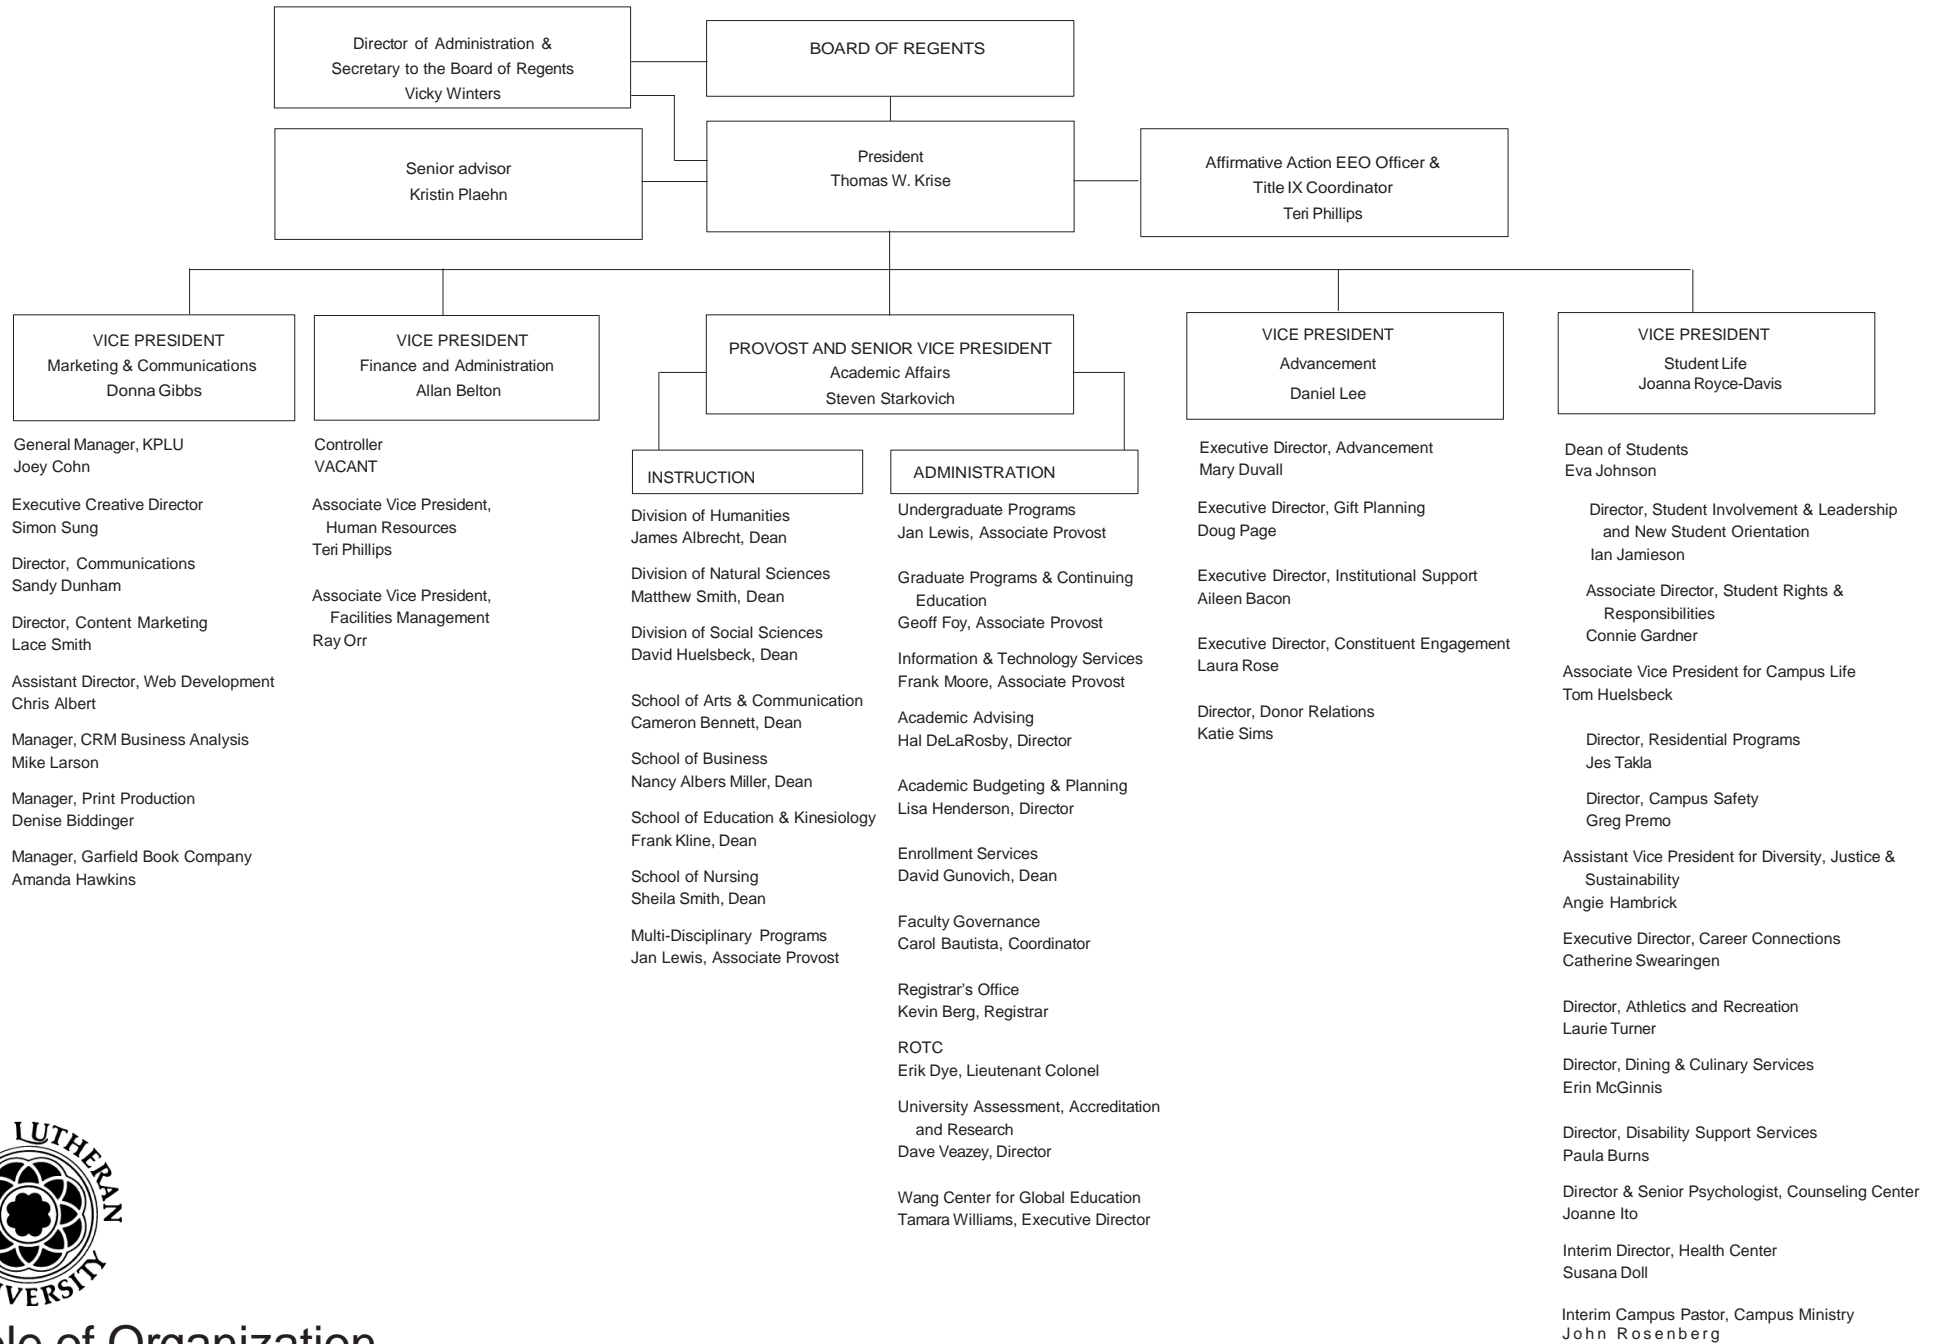 Director of Administration &
Secretary to the Board of Regents
Vicky Winters
BOARD OF REGENTS
Senior advisor
Kristin Plaehn
President
Thomas W. Krise
Affirmative Action EEO Officer &
Title IX Coordinator
Teri Phillips
VICE PRESIDENT
Marketing & Communications
Donna Gibbs
General Manager, KPLU
Joey Cohn
Executive Creative Director
Simon Sung
Director, Communications
Sandy Dunham
Director, Content Marketing
Lace Smith
Assistant Director, Web Development
Chris Albert
Manager, CRM Business Analysis
Mike Larson
Manager, Print Production
Denise Biddinger
Manager, Garfield Book Company
Amanda Hawkins
VICE PRESIDENT
Finance and Administration
Allan Belton
Controller
VACANT
Associate Vice President,
Human Resources
Teri Phillips
Associate Vice President,
Facilities Management
Ray Orr
PROVOST AND SENIOR VICE PRESIDENT
Academic Affairs
Steven Starkovich
INSTRUCTION
Division of Humanities
James Albrecht, Dean
Division of Natural Sciences
Matthew Smith, Dean
Division of Social Sciences
David Huelsbeck, Dean
School of Arts & Communication
Cameron Bennett, Dean
School of Business
Nancy Albers Miller, Dean
School of Education & Kinesiology
Frank Kline, Dean
School of Nursing
Sheila Smith, Dean
Multi-Disciplinary Programs
Jan Lewis, Associate Provost
ADMINISTRATION
Undergraduate Programs
Jan Lewis, Associate Provost
Graduate Programs & Continuing
Education
Geoff Foy, Associate Provost
Information & Technology Services
Frank Moore, Associate Provost
Academic Advising
Hal DeLaRosby, Director
Academic Budgeting & Planning
Lisa Henderson, Director
Enrollment Services
David Gunovich, Dean
Faculty Governance
Carol Bautista, Coordinator
Registrar’s Office
Kevin Berg, Registrar
ROTC
Erik Dye, Lieutenant Colonel
University Assessment, Accreditation
and Research
Dave Veazey, Director
Wang Center for Global Education
Tamara Williams, Executive Director
VICE PRESIDENT
Advancement
Daniel Lee
Executive Director, Advancement
Mary Duvall
Executive Director, Gift Planning
Doug Page
Executive Director, Institutional Support
Aileen Bacon
Executive Director, Constituent Engagement
Laura Rose
Director, Donor Relations
Katie Sims
VICE PRESIDENT
Student Life
Joanna Royce-Davis
Dean of Students
Eva Johnson
Director, Student Involvement & Leadership
and New Student Orientation
Ian Jamieson
Associate Director, Student Rights &
Responsibilities
Connie Gardner
Associate Vice President for Campus Life
Tom Huelsbeck
Director, Residential Programs
Jes Takla
Director, Campus Safety
Greg Premo
Assistant Vice President for Diversity, Justice &
Sustainability
Angie Hambrick
Executive Director, Career Connections
Catherine Swearingen
Director, Athletics and Recreation
Laurie Turner
Director, Dining & Culinary Services
Erin McGinnis
Director, Disability Support Services
Paula Burns
Director & Senior Psychologist, Counseling Center
Joanne Ito
Interim Director, Health Center
Susana Doll
Interim Campus Pastor, Campus Ministry
John Rosenberg
LUTHERAN
VERSITY
le of Organization